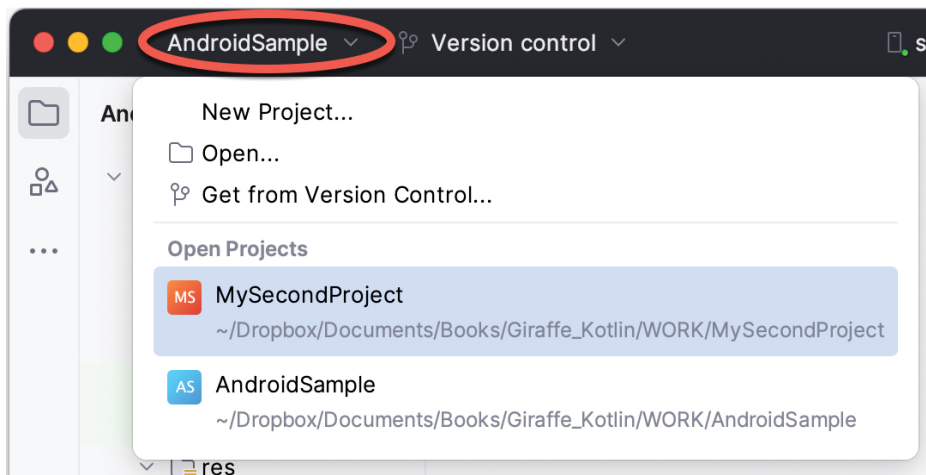 AndroidSample Version control s
And
New Project...
Open...
Get from Version Control...
Open Projects
MS MySecondProject
~/Dropbox/Documents/Books/Giraffe_Kotlin/WORK/MySecondProject
AS AndroidSample
~/Dropbox/Documents/Books/Giraffe_Kotlin/WORK/AndroidSample
res